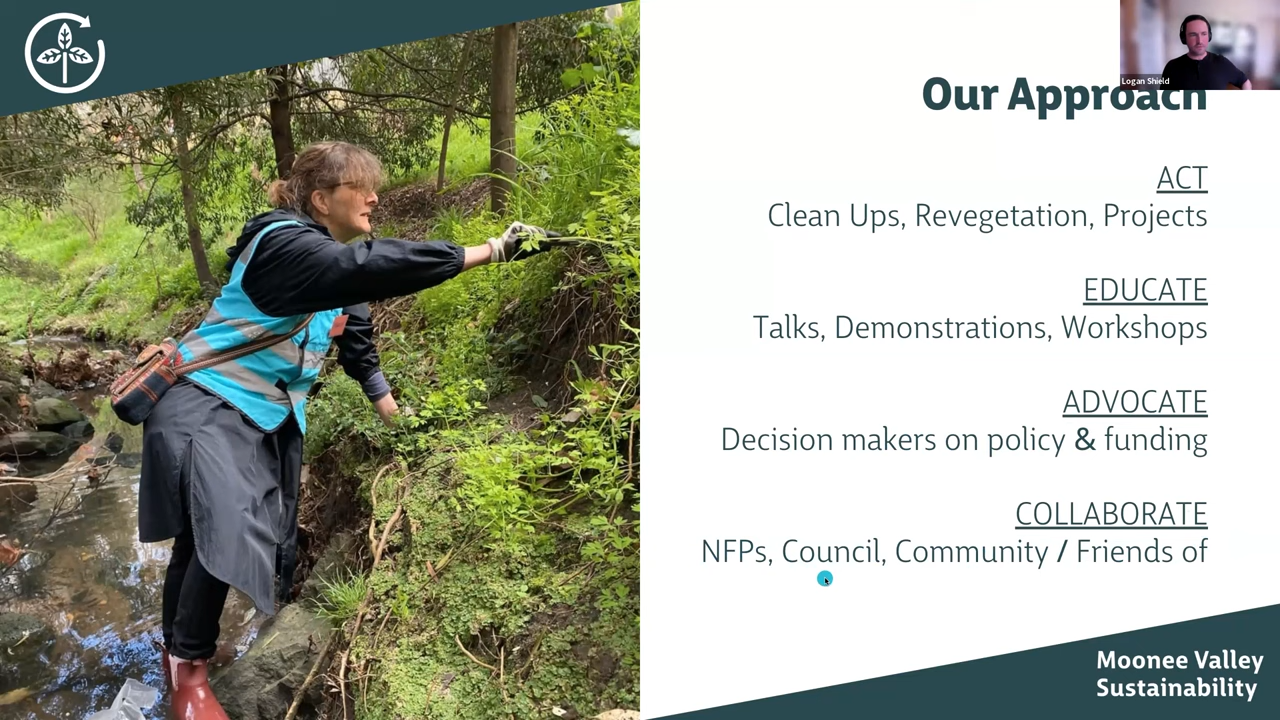 Logan Shield
Our Approach
ACT
Clean Ups, Revegetation, Projects
EDUCATE
Talks, Demonstrations, Workshops
ADVOCATE
Decision makers on policy & funding
COLLABORATE
NFPs, Council, Community / Friends of
Moonee Valley
Sustainability